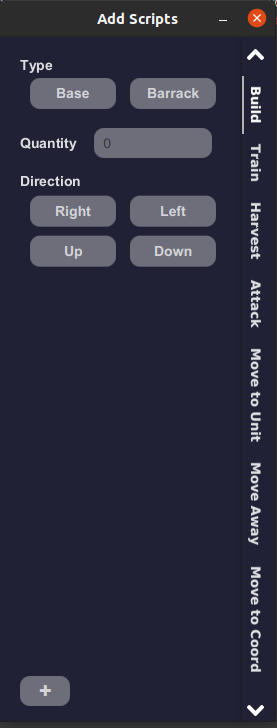 Add Scripts
Type
Base Barrack
Quantity 0
Direction
Right Left
Up Down
+
Build
Train
Harvest
Attack
Move to Unit
Move Away
Move to Coord